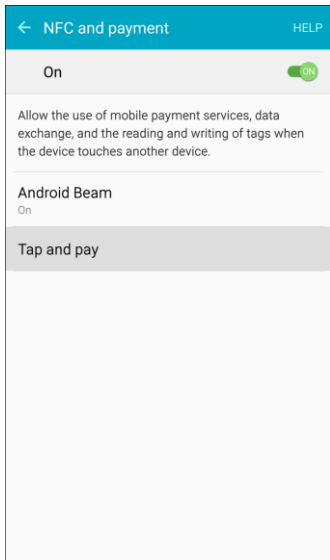 NFC and payment HELP
On ON
Allow the use of mobile payment services, data
exchange, and the reading and writing of tags when
the device touches another device.
Android Beam
On
Tap and pay